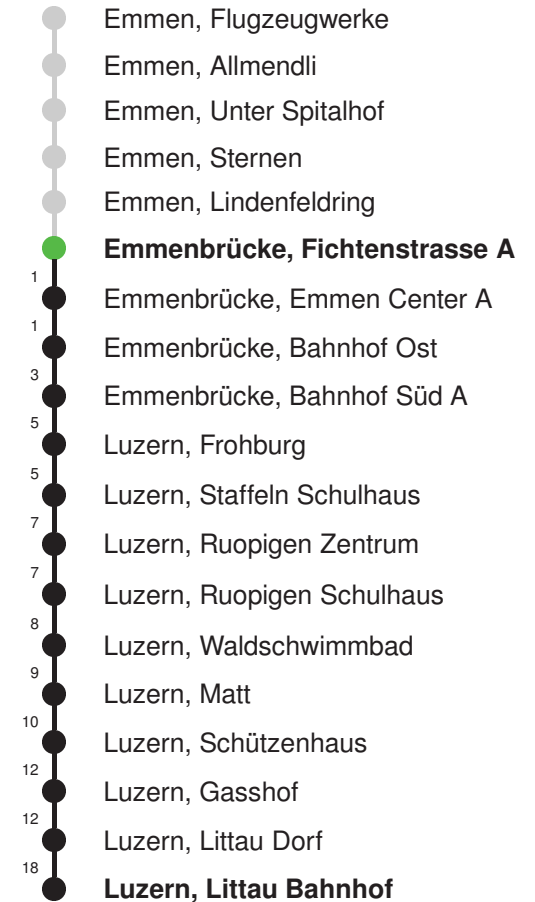 Emmen, Flugzeugwerke
Emmen, Allmendli
Emmen, Unter Spitalhof
Emmen, Sternen
Emmen, Lindenfeldring
Emmenbrücke, Fichtenstrasse A
1 Emmenbrücke, Emmen Center A
1 Emmenbrücke, Bahnhof Ost
3 Emmenbrücke, Bahnhof Süd A
5 Luzern, Frohburg
5 Luzern, Staffeln Schulhaus
7 Luzern, Ruopigen Zentrum
7 Luzern, Ruopigen Schulhaus
8 Luzern, Waldschwimmbad
9 Luzern, Matt
10 Luzern, Schützenhaus
12 Luzern, Gasshof
12 Luzern, Littau Dorf
18 Luzern, Littau Bahnhof